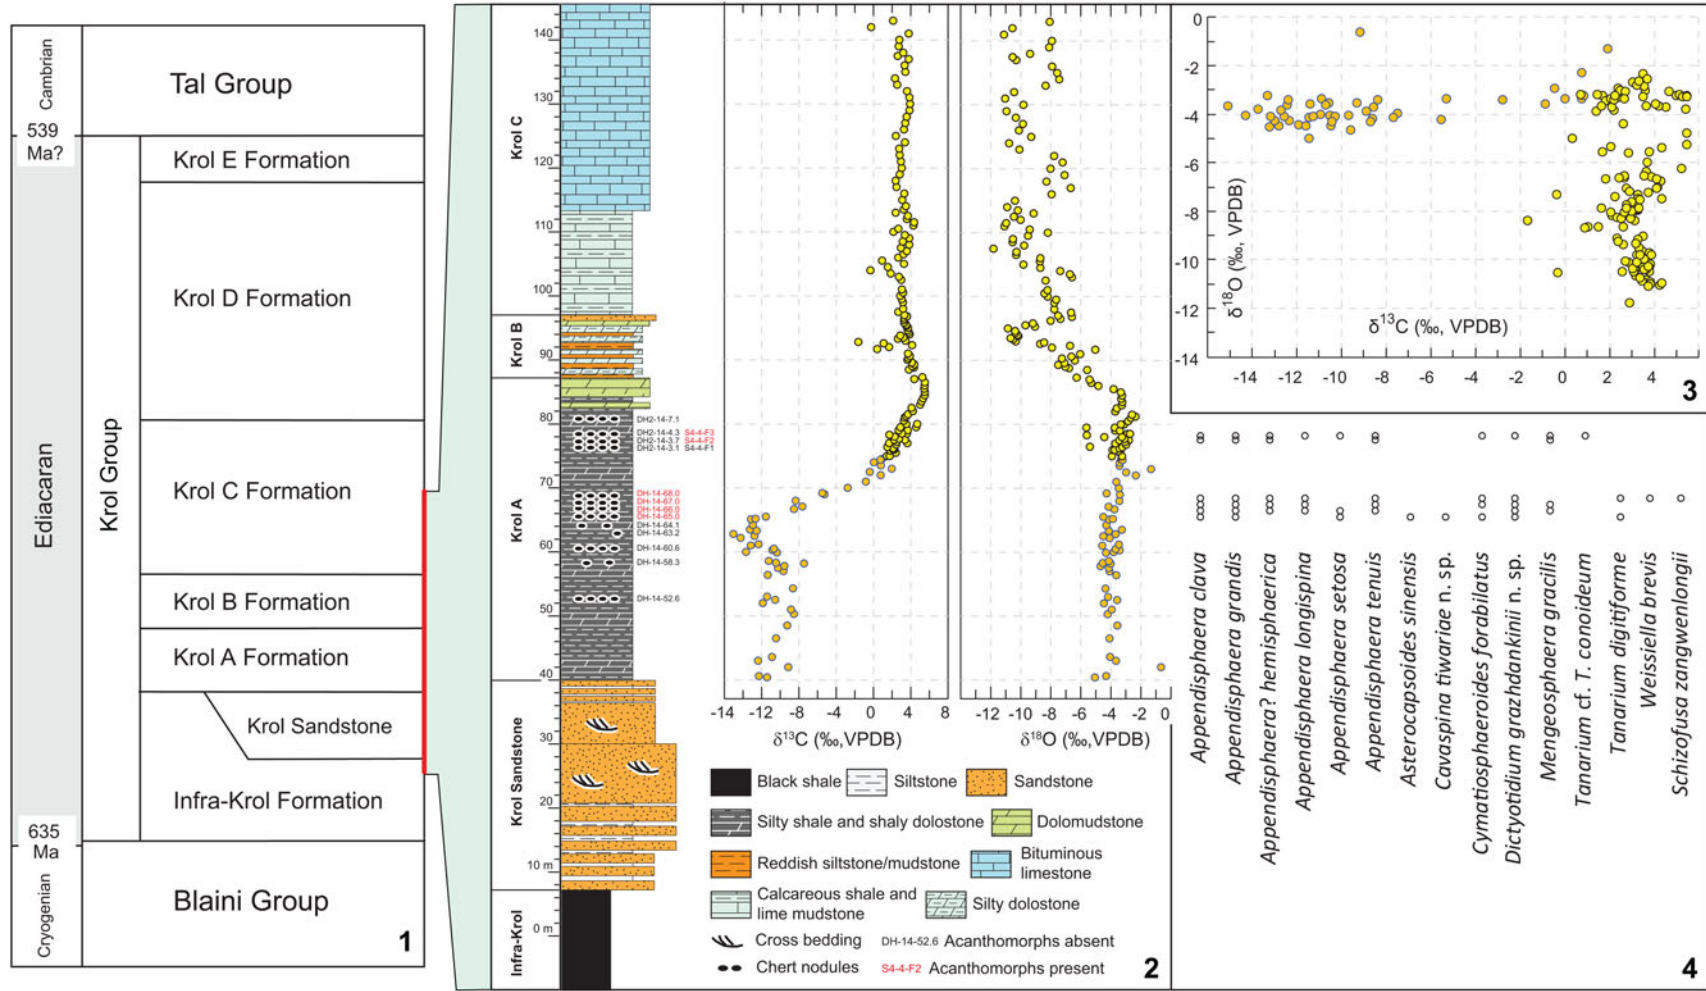 Cambrian
539
Ma?
Ediacaran
635
Ma
Cryogenian
Krol Group
Tal Group
Krol E Formation
Krol D Formation
Krol C Formation
Krol B Formation
Krol A Formation
Krol Sandstone
Infra-Krol Formation
Blaini Group
1
Krol C
Krol B
Krol A
Krol Sandstone
Infra-Krol
140
130
120
110
100
90
80
70
60
50
40
30
20
10 m
0 m
DH2-14-7.1
DH2-14-4.3 S4-4-F3
DH2-14-3.7 S4-4-F2
DH2-14-3.1 S4-4-F1
DH-14-68.0
DH-14-67.0
DH-14-66.0
DH-14-65.0
DH-14-64.1
DH-14-63.2
DH-14-60.6
DH-14-58.3
DH-14-52.6
-14 -12 -8 -4 0 4 8
δ13C (‰,VPDB)
-12 -10 -8 -6 -4 -2 0
δ18O (‰,VPDB)
Black shale
Siltstone
Sandstone
Silty shale and shaly dolostone
Dolomudstone
Reddish siltstone/mudstone
Bituminous
limestone
Calcareous shale and
lime mudstone
Silty dolostone
Cross bedding
DH-14-52.6 Acanthomorphs absent
Chert nodules
S4-4-F2 Acanthomorphs present
2
0
-2
-4
-6
-8
-10
-12
-14
δ18O (‰, VPDB)
δ13C (‰, VPDB)
-14 -12 -10 -8 -6 -4 -2 0 2 4 6
3
Appendisphaera clava
Appendisphaera grandis
Appendisphaera? hemisphaerica
Appendisphaera longispina
Appendisphaera setosa
Appendisphaera tenuis
Asterocapsoides sinensis
Cavaspina tiwariae n. sp.
Cymatiosphaeroides forabilatus
Dictyotidium grazhdankinii n. sp.
Mengeosphaera gracilis
Tanarium cf. T. conoideum
Tanarium digitiforme
Weissiella brevis
Schizofusa zangwenlongii
4